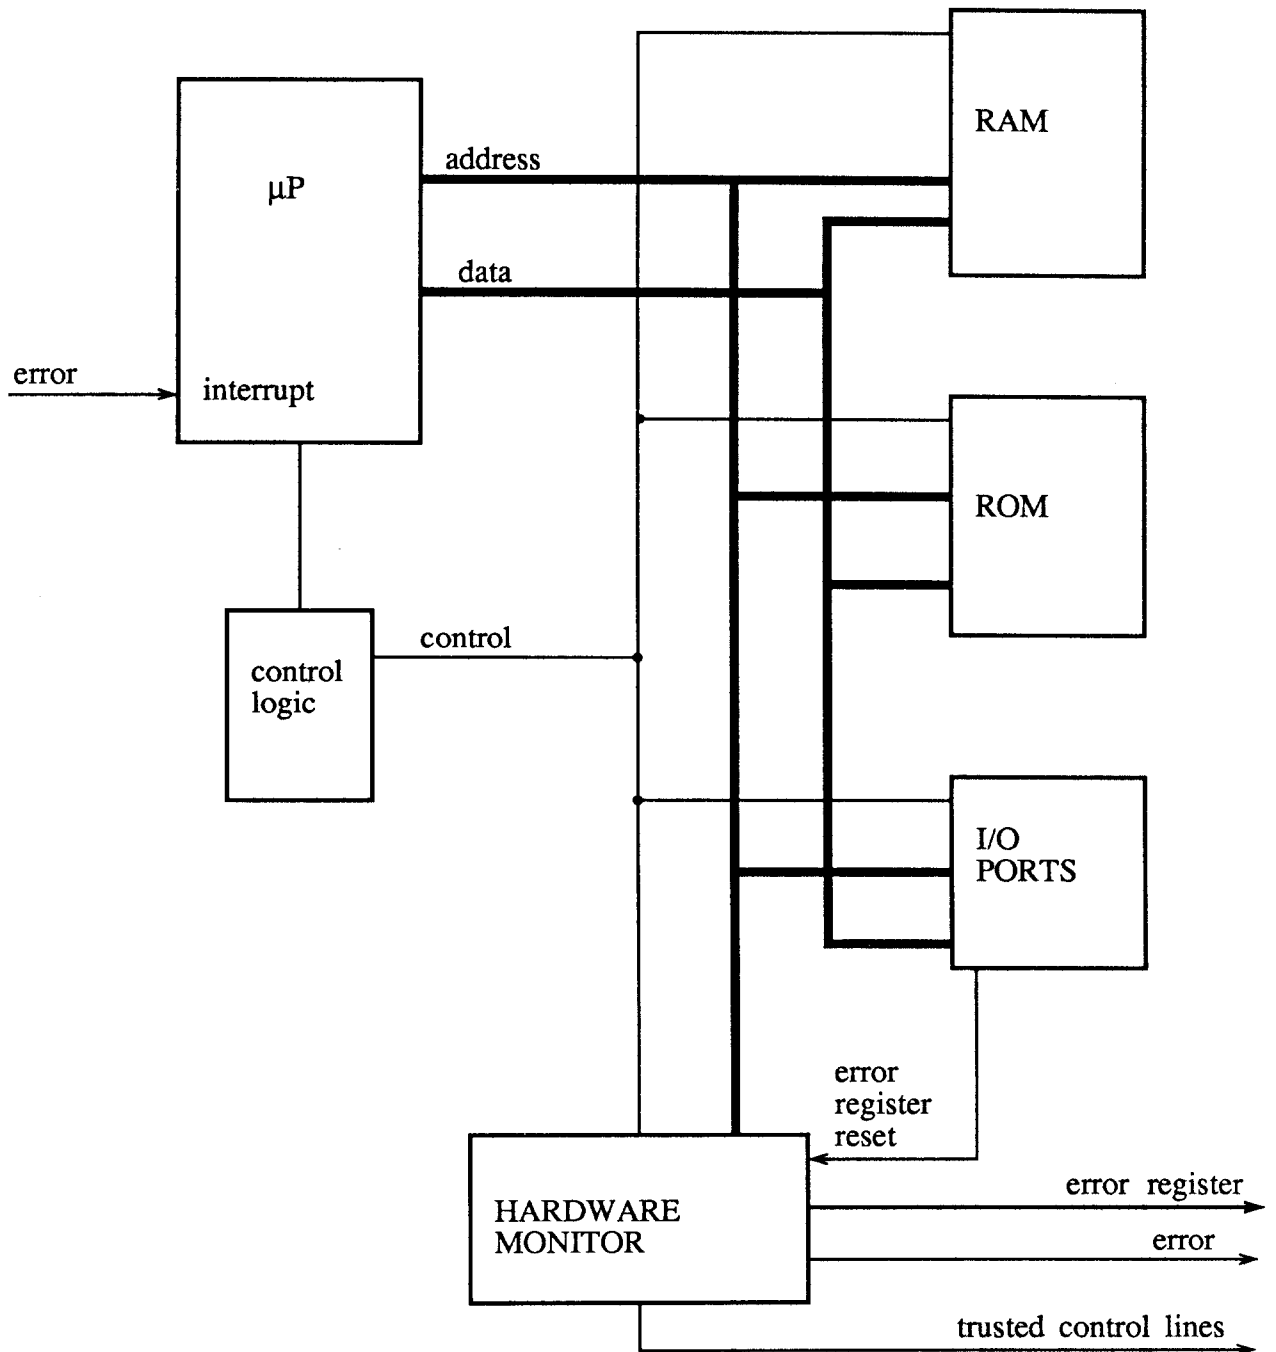 RAM
address
μP
data
error
interrupt
ROM
control
control
logic
I/O
PORTS
error
register
reset
error register
HARDWARE
MONITOR
error
trusted control lines